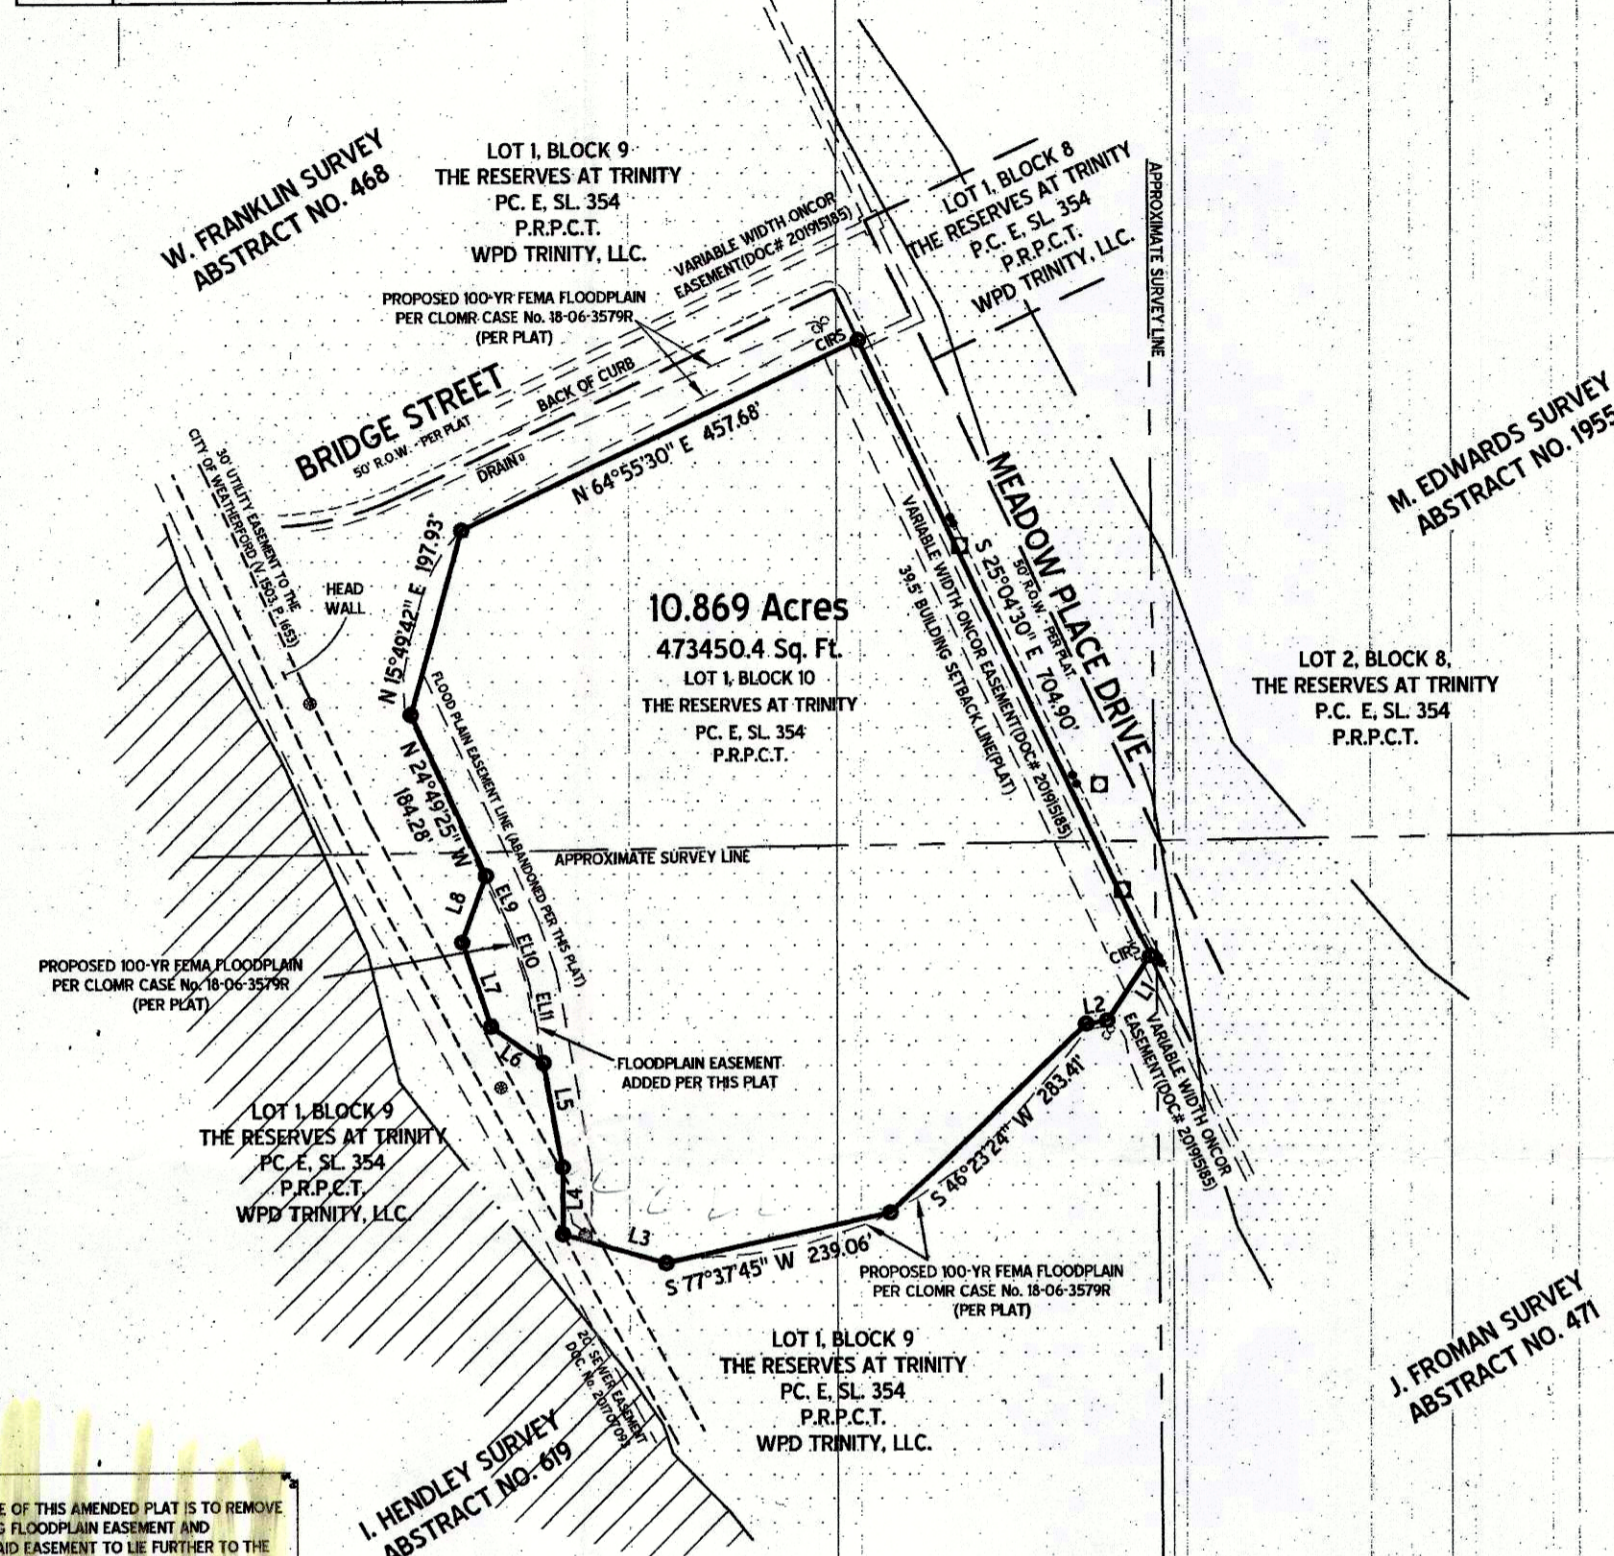 W. FRANKLIN SURVEY
ABSTRACT NO. 468
LOT 1, BLOCK 9
THE RESERVES AT TRINITY
PC. E, SL. 354
P.R.P.C.T.
WPD TRINITY, LLC.
PROPOSED 100-YR FEMA FLOODPLAIN
PER CLOMR CASE No. 18-06-3579R
(PER PLAT)
VARIABLE WIDTH ONCOR
EASEMENT(DOC# 201915185)
LOT 1, BLOCK 8
THE RESERVES AT TRINITY
P.C. E, SL. 354
P.R.P.C.T.
WPD TRINITY, LLC.
APPROXIMATE SURVEY LINE
M. EDWARDS SURVEY
ABSTRACT NO. 1955
BRIDGE STREET
50' R.O.W. - PER PLAT
BACK OF CURB
DRAIN
CIRS
N 64°55'30" E 457.68'
30' UTILITY EASEMENT TO THE
CITY OF WEATHERFORD (V. 1503, P. 1653)
HEAD
WALL
N 15°49'42" E 197.93'
10.869 Acres
473450.4 Sq. Ft.
LOT 1, BLOCK 10
THE RESERVES AT TRINITY
PC. E, SL. 354
P.R.P.C.T.
MEADOW PLACE DRIVE
50' R.O.W. - PER PLAT
S 25°04'30" E 704.90'
VARIABLE WIDTH ONCOR EASEMENT(DOC# 201915185)
39.5' BUILDING SETBACK LINE(PLAT)
LOT 2, BLOCK 8,
THE RESERVES AT TRINITY
P.C. E, SL. 354
P.R.P.C.T.
N 24°49'25" W
184.28'
FLOOD PLAIN EASEMENT LINE (ABANDONED PER THIS PLAT)
APPROXIMATE SURVEY LINE
L8
EL9
EL10
EL11
L7
L6
L5
L4
L3
PROPOSED 100-YR FEMA FLOODPLAIN
PER CLOMR CASE No. 18-06-3579R
(PER PLAT)
FLOODPLAIN EASEMENT
ADDED PER THIS PLAT
CIRS
L1
L2
VARIABLE WIDTH ONCOR
EASEMENT(DOC# 201915185)
S 46°23'24" W 283.41'
S 77°37'45" W 239.06'
PROPOSED 100-YR FEMA FLOODPLAIN
PER CLOMR CASE No. 18-06-3579R
(PER PLAT)
LOT 1, BLOCK 9
THE RESERVES AT TRINITY
PC. E, SL. 354
P.R.P.C.T.
WPD TRINITY, LLC.
LOT 1, BLOCK 9
THE RESERVES AT TRINITY
PC. E, SL. 354
P.R.P.C.T.
WPD TRINITY, LLC.
20' SEWER EASEMENT
DOC. No.
J. FROMAN SURVEY
ABSTRACT NO. 471
I. HENDLEY SURVEY
ABSTRACT NO. 619
OF THIS AMENDED PLAT IS TO REMOVE
FLOODPLAIN EASEMENT AND
EASEMENT TO LIE FURTHER TO THE